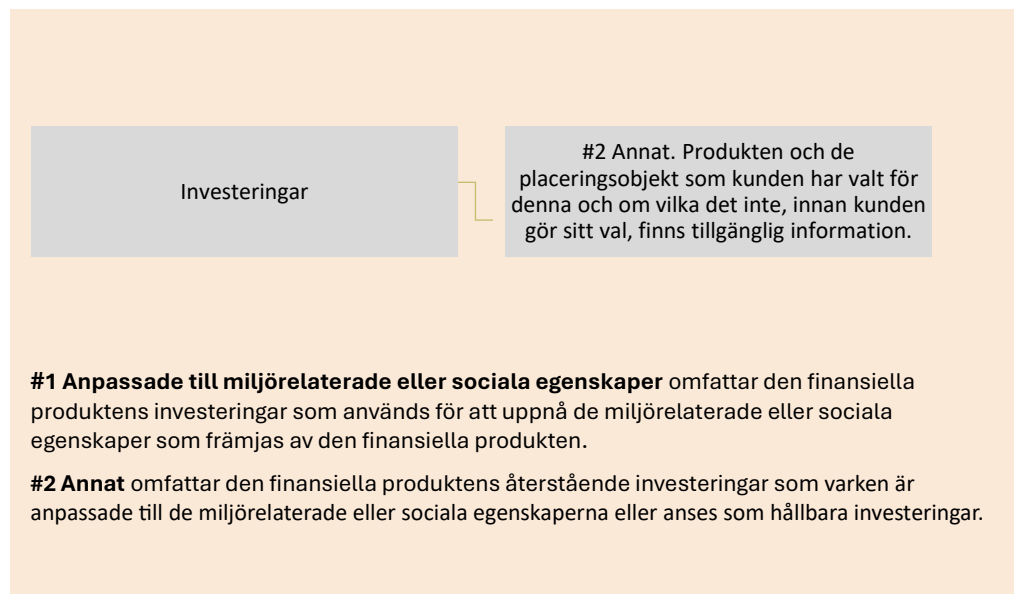 Investeringar
#2 Annat. Produkten och de
placeringsobjekt som kunden har valt för
denna och om vilka det inte, innan kunden
gör sitt val, finns tillgänglig information.
#1 Anpassade till miljörelaterade eller sociala egenskaper omfattar den finansiella
produktens investeringar som används för att uppnå de miljörelaterade eller sociala
egenskaper som främjas av den finansiella produkten.
#2 Annat omfattar den finansiella produktens återstående investeringar som varken är
anpassade till de miljörelaterade eller sociala egenskaperna eller anses som hållbara investeringar.